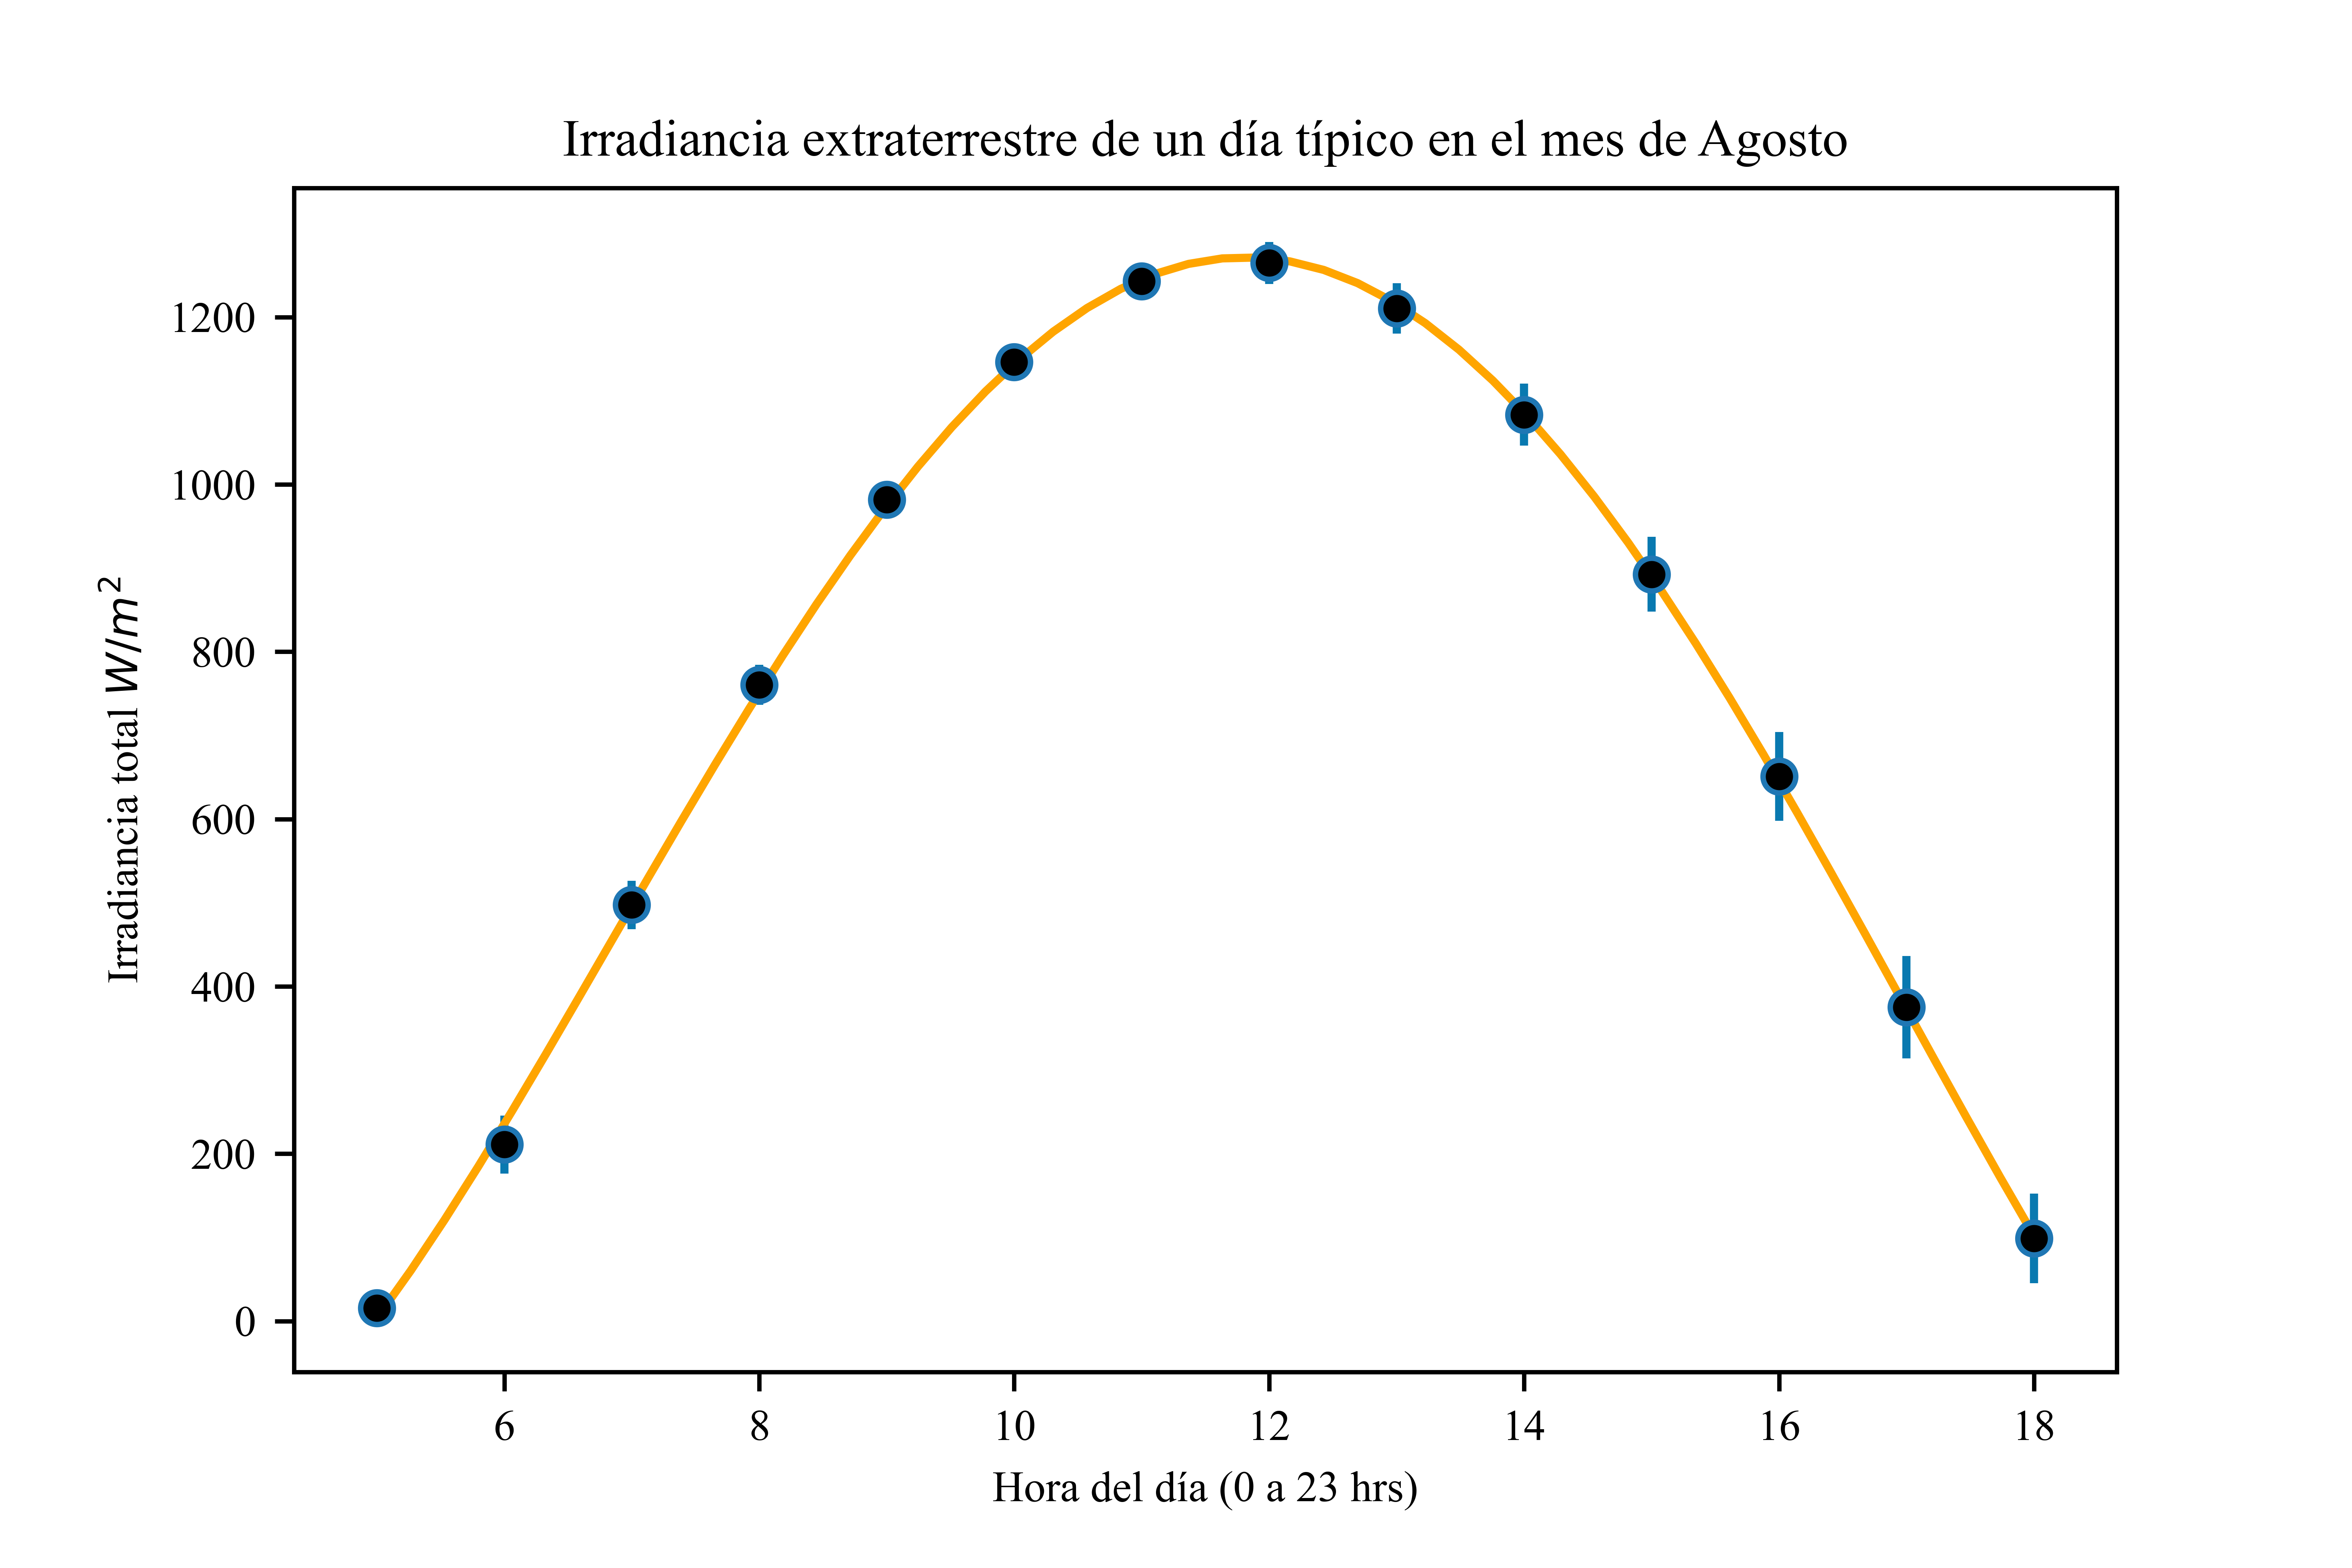 Irradiancia extraterrestre de un día típico en el mes de Agosto
Irradiancia total W/m²
1200
1000
800
600
400
200
0
6 8 10 12 14 16 18
Hora del día (0 a 23 hrs)